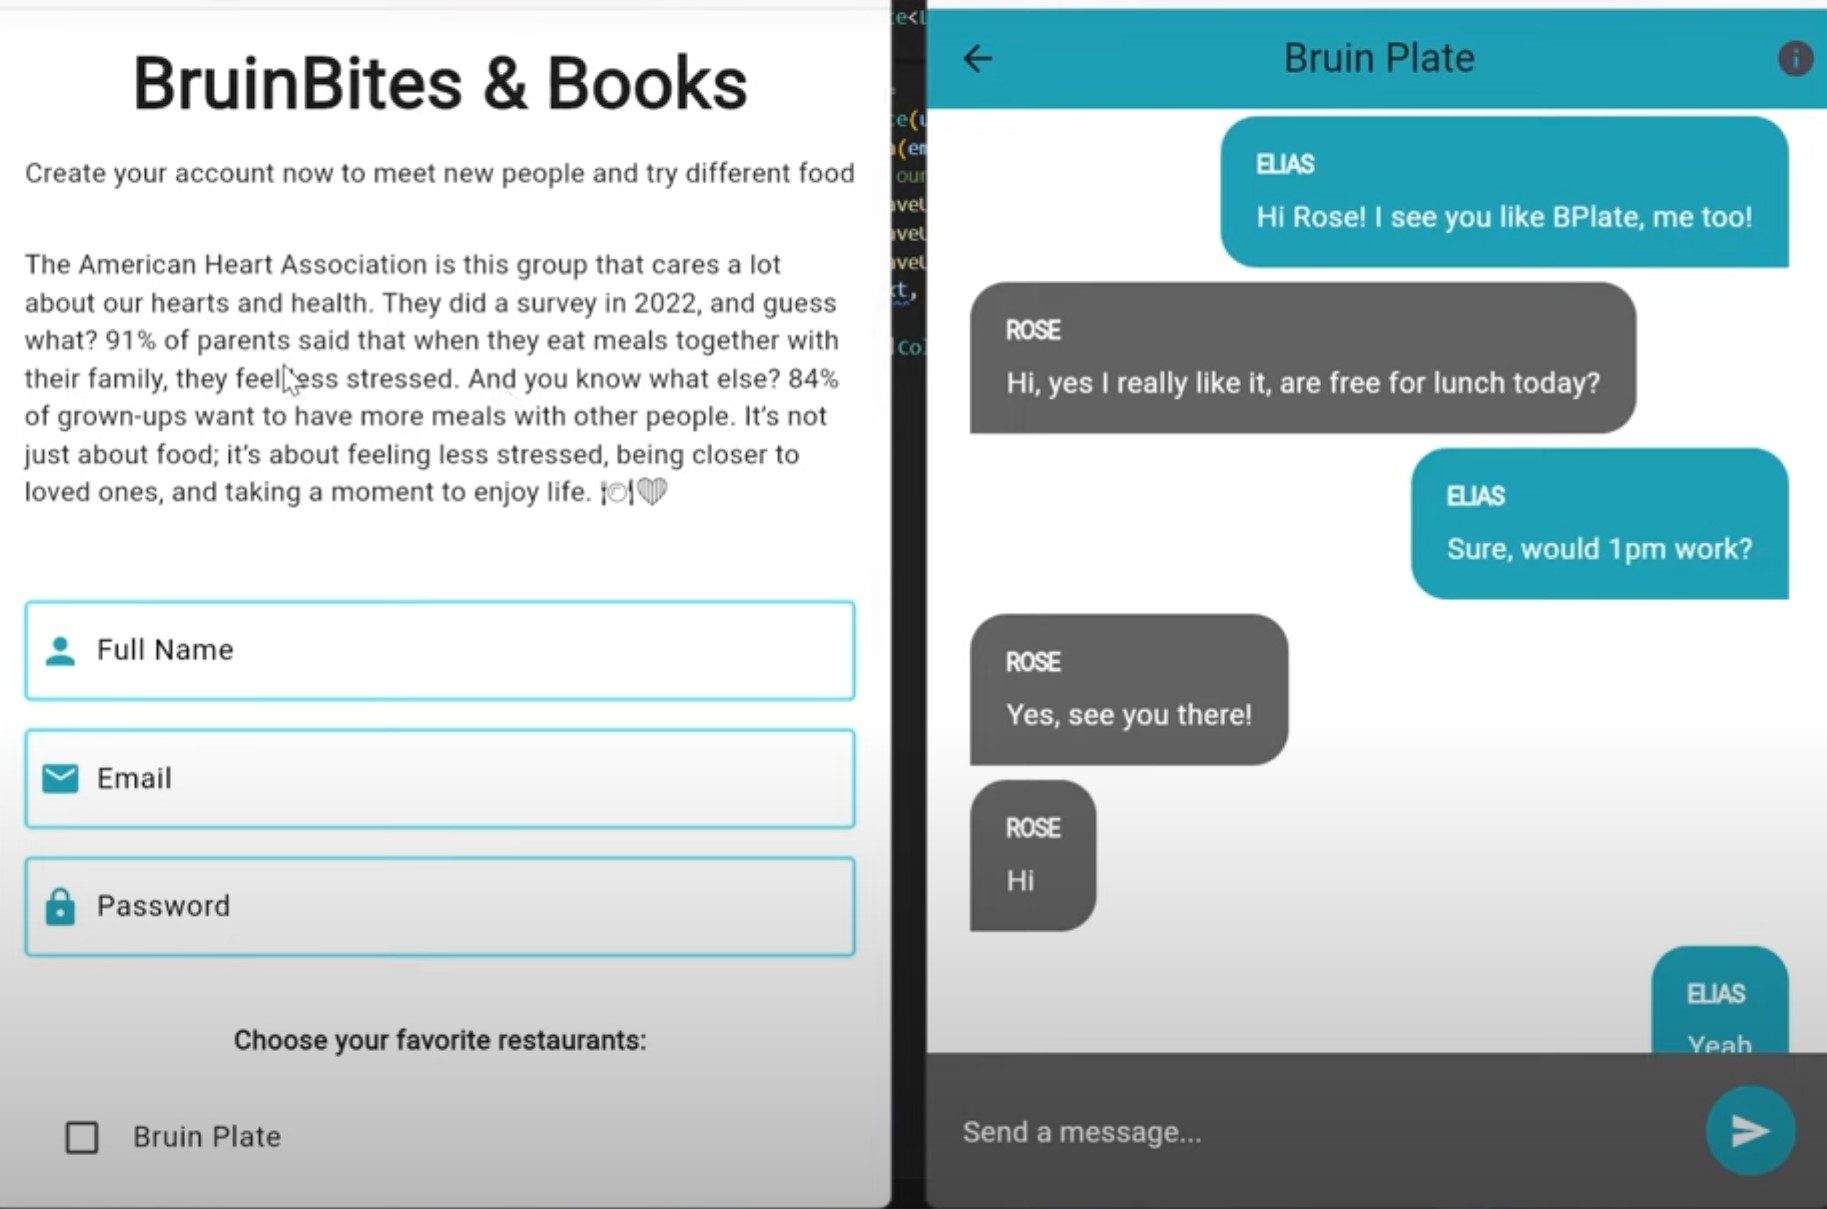 BruinBites & Books
Create your account now to meet new people and try different food
The American Heart Association is this group that cares a lot
about our hearts and health. They did a survey in 2022, and guess
what? 91% of parents said that when they eat meals together with
their family, they feel less stressed. And you know what else? 84%
of grown-ups want to have more meals with other people. It's not
just about food; it's about feeling less stressed, being closer to
loved ones, and taking a moment to enjoy life. 🍽️🤍
Full Name
Email
Password
Choose your favorite restaurants:
Bruin Plate
Bruin Plate
ELIAS
Hi Rose! I see you like BPlate, me too!
ROSE
Hi, yes I really like it, are free for lunch today?
ELIAS
Sure, would 1pm work?
ROSE
Yes, see you there!
ROSE
Hi
ELIAS
Yeah
Send a message...